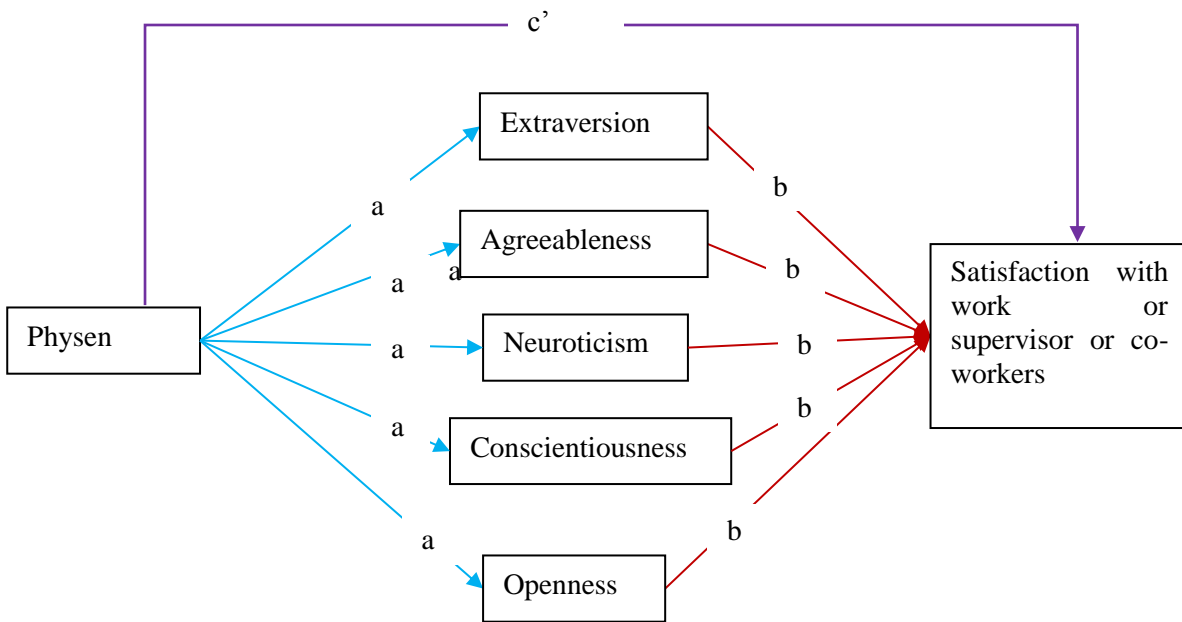 c’
Extraversion
b
a
Agreeableness
a
a
b
Satisfaction with
work or
supervisor or co-
workers
Physen
a
Neuroticism
b
a
Conscientiousness
b
a
Openness
b